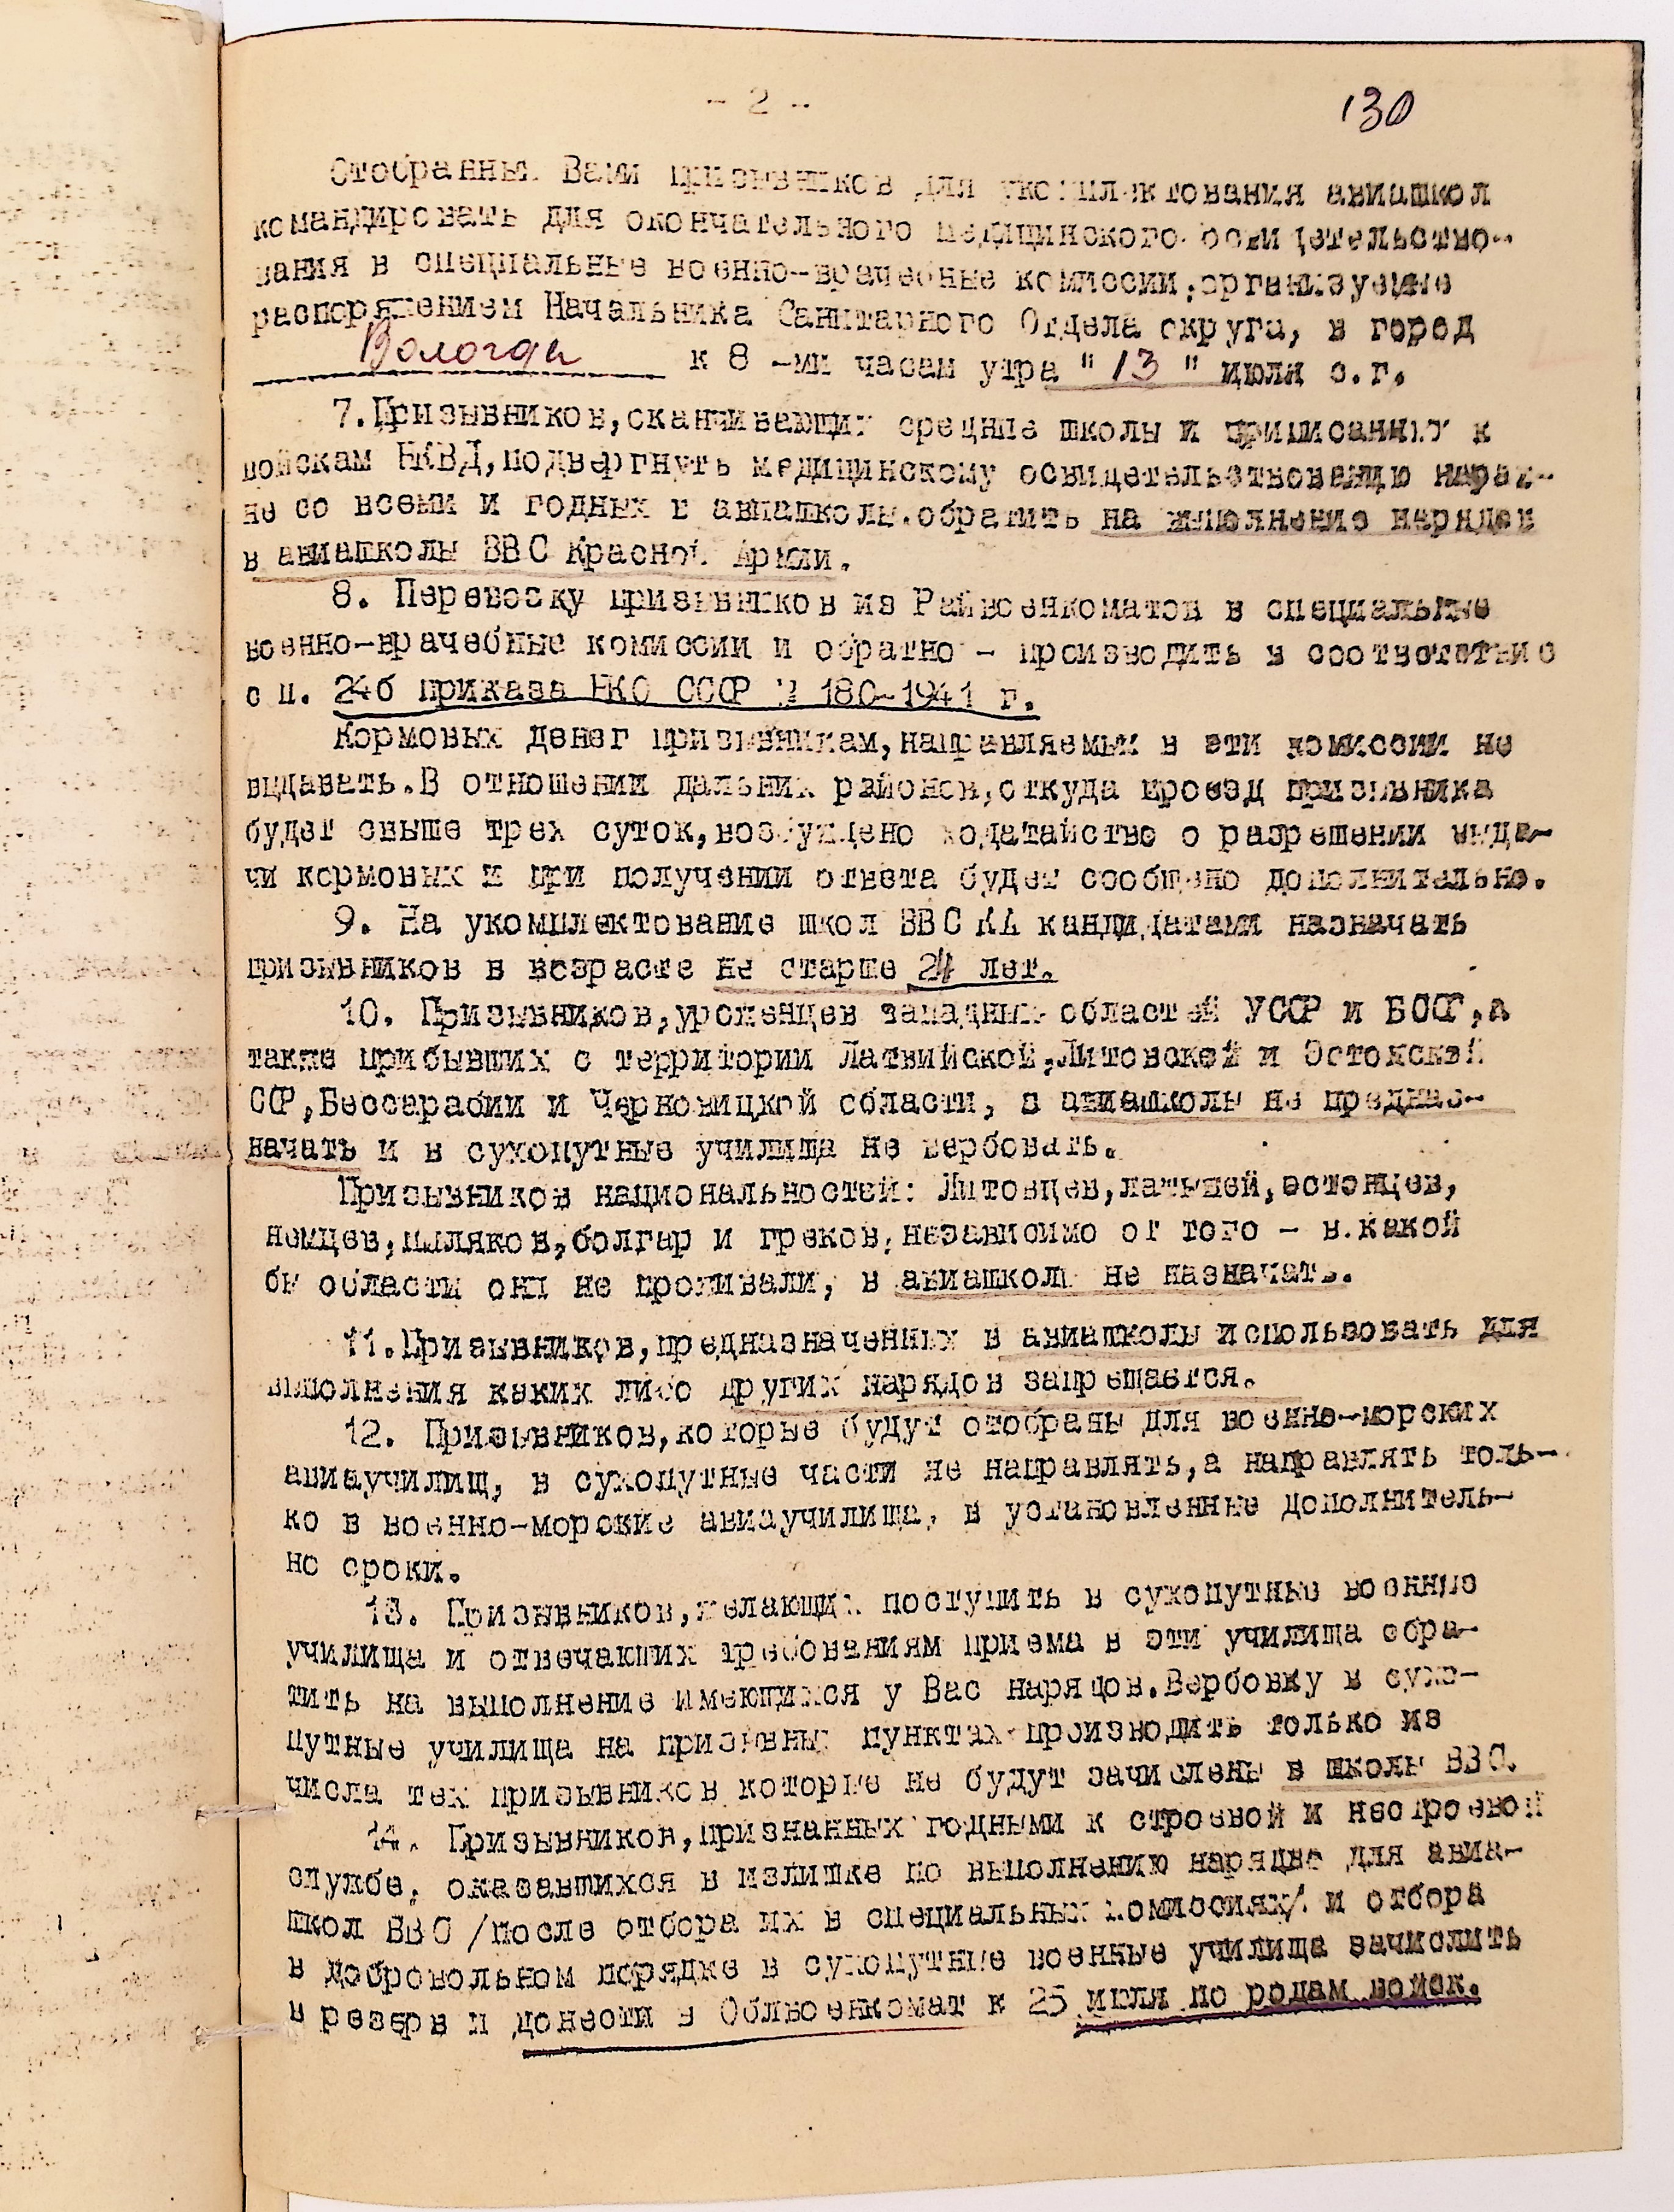 - 2 -
130
Отобранных Вами призывников для укомплектования авиашкол
командировать для окончательного медицинского освидетельство-
вания в специальные военно-врачебные комиссии, организуемые
распоряжением Начальника Санитарного Отдела округа, в город
Вологда к 8 -ми часам утра "13" июля с.г.
7.Призывников, сканчивающих средние школы и приписанных к
войскам НКВД, подвергнуть медицинскому освидетельствованию нарав-
не со всеми и годных в авиашколы. обратить на выполнение нарядов
в авиашколы ВВС Красной Армии.
8. Перевозку призывников из Райвоенкоматов в специальные
военно-врачебные комиссии и обратно - производить в соответствии
с п. 24б приказа НКО СССР № 180-1941 г.
Кормовых денег призывникам, направляемым в эти комиссии не
выдавать. В отношении дальних районов, откуда проезд призывника
будет свыше трех суток, возбуждено ходатайство о разрешении выда-
чи кормовых и при получении ответа будет сообщено дополнительно.
9. На укомплектование школ ВВС КА кандидатами назначать
призывников в возрасте не старше лет.
10. Призывников, уроженцев западных областей УССР и БССР, а
также прибывших с территории Латвийской, Литовской и Эстонской
ССР, Бессарабии и Черновицкой области, в авиашколы не предназ-
начать и в сухопутные училища не вербовать.
Призывников национальностей: Литовцев, латышей, эстонцев,
немцев, поляков, болгар и греков, независимо от того - в какой
бы области они не проживали, в авиашколы не назначать.
11.Призывников, предназначенных в авиашколы использовать для
выполнения каких либо других нарядов запрещается.
12. Призывников, которые будут отобраны для военно-морских
авиаучилищ, в сухопутные части не направлять, а направлять толь-
ко в военно-морские авиаучилища, в установленные дополнитель-
но сроки.
13. Призывников, желающих поступить в сухопутные военные
училища и отвечающих требованиям приема в эти училища обра-
тить на выполнение имеющихся у Вас нарядов. Вербовку в сухо-
путные училища на призывных пунктах производить только из
числа тех призывников которые не будут зачислены в школы ВВС.
14. Призывников, признанных годными к строевой и нестроевой
службе, оказавшихся в излишке по выполнению наряда для авиа-
школ ВВС /после отбора их в специальных комиссиях/ и отбора
в добровольном порядке в сухопутные военные училища зачислить
в резерв и донести в Облвоенкомат к 25 июля по родам войск.